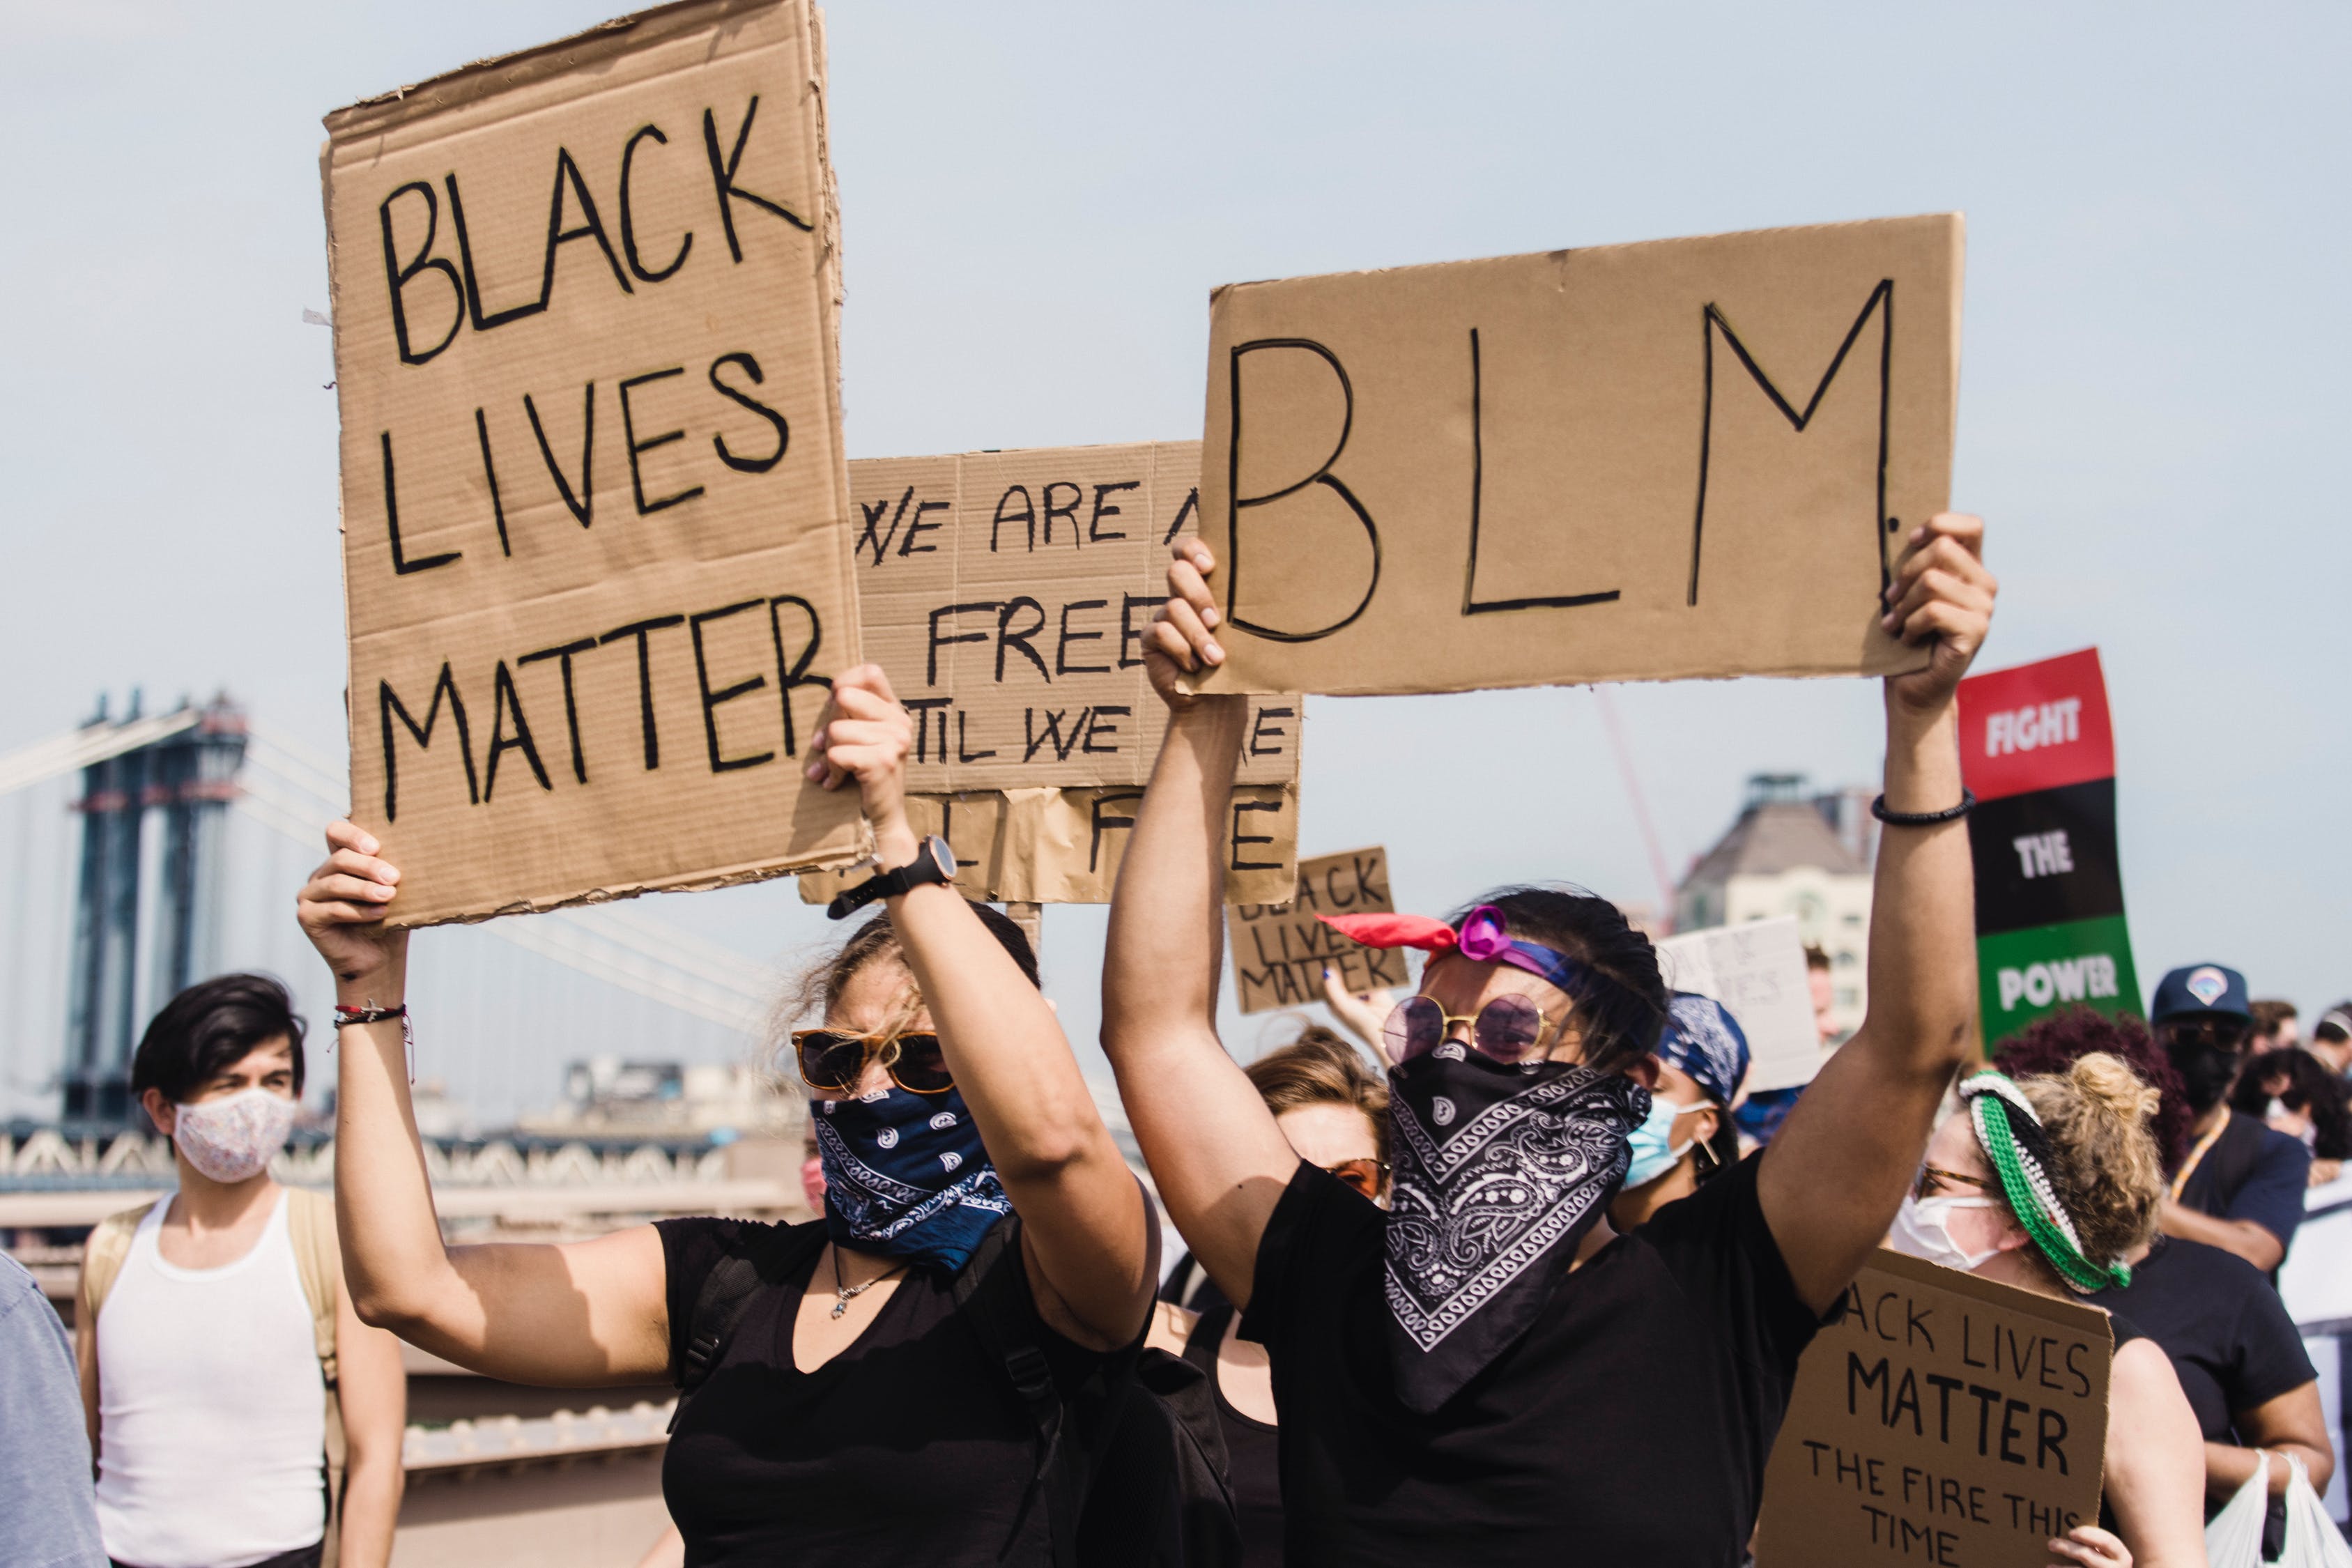 BLACK
LIVES
MATTER
WE ARE
FREE
TIL WE
BLM.
BLACK
LIVES
MATTER
FIGHT
THE
POWER
LIVES
MATTER
THE FIRE THIS
TIME